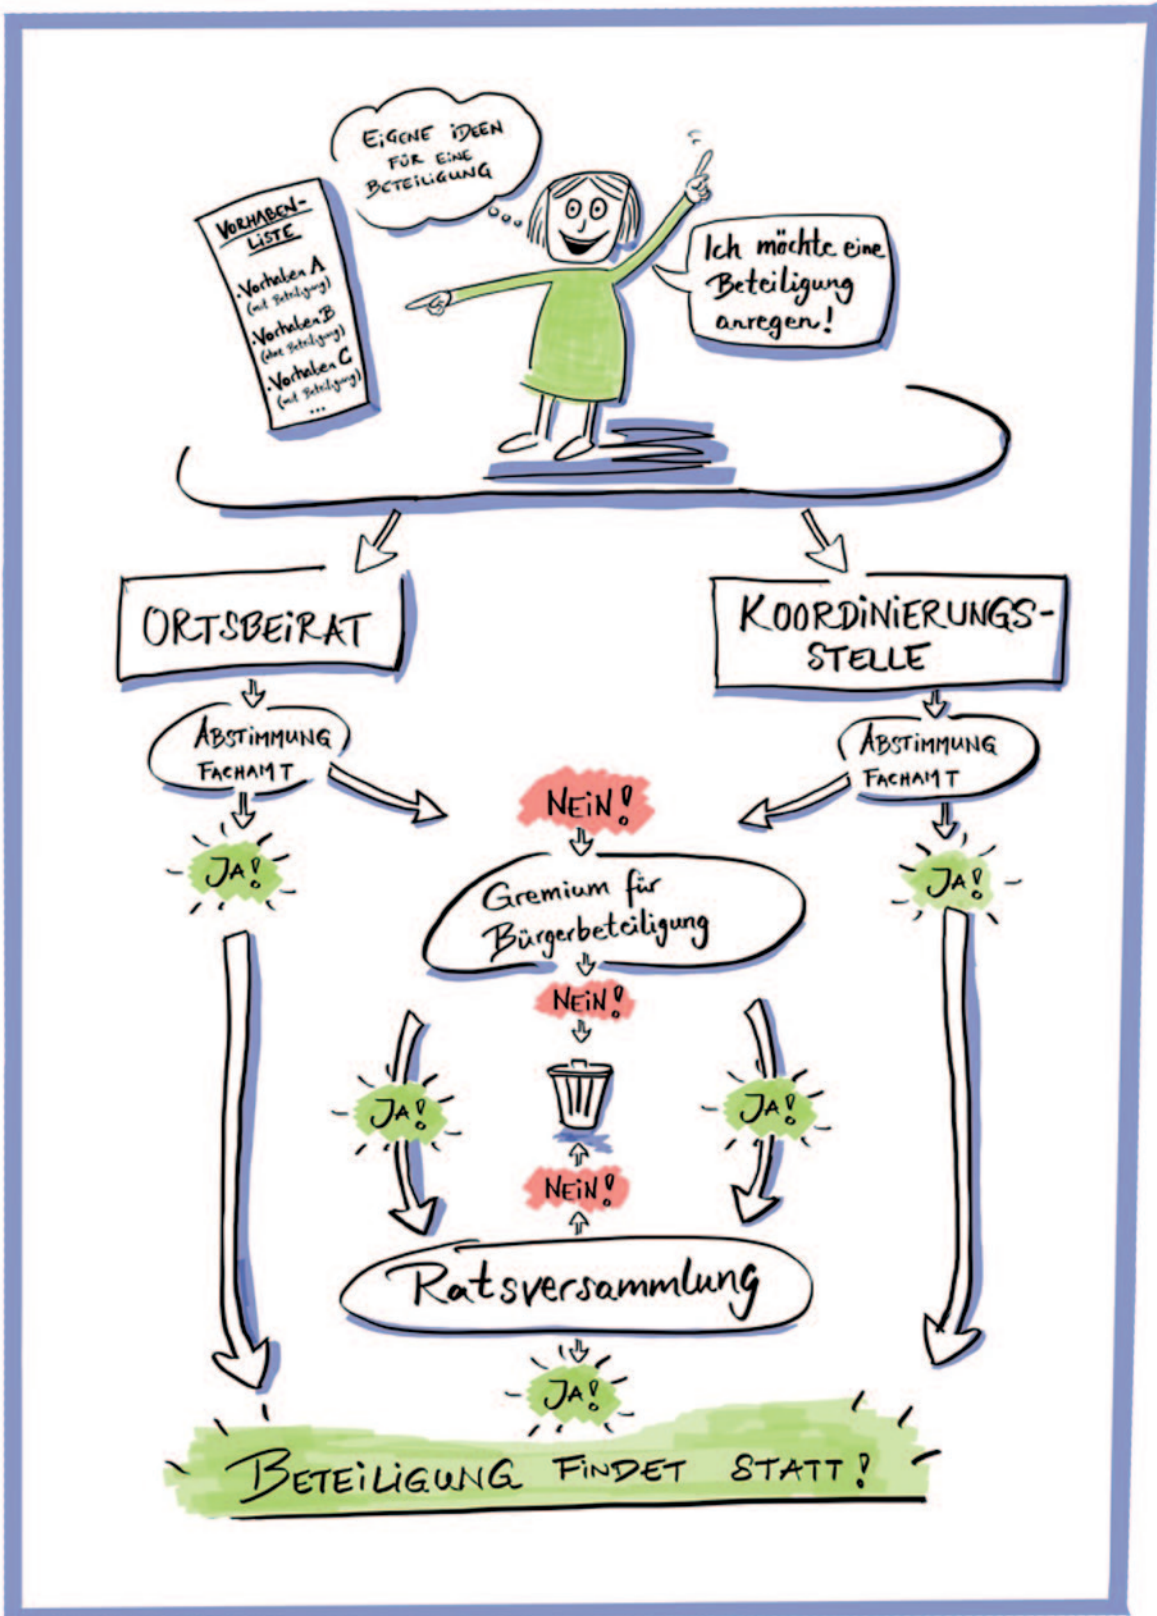 EiGENE iDEEN
FÜR EiNE
BETEiLiGUNG
VORHABEN-
LiSTE
• Vorhaben A
(mit Beteiligung)
• Vorhaben B
(ohne Beteiligung)
• Vorhaben C
(mit Beteiligung)
...
Ich möchte eine
Beteiligung
anregen!
ORTSBEiRAT
KOORDiNiERUNGS-
STELLE
ABSTiMMUNG
FACHAMT
ABSTiMMUNG
FACHAMT
NEiN!
JA!
JA!
Gremium für
Bürgerbeteiligung
NEiN!
JA!
JA!
NEiN!
Ratsversammlung
JA!
BETEiLiGUNG FiNDET STATT!